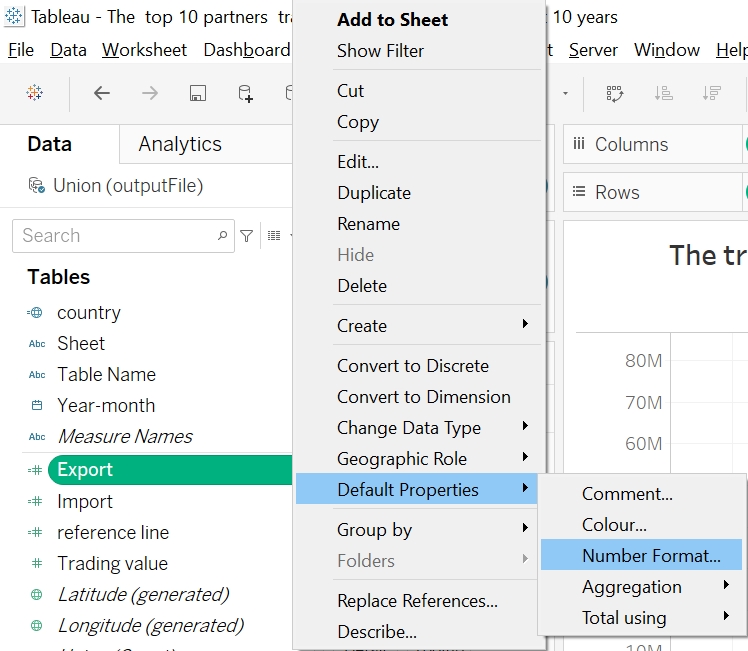 Tableau - The top 10 partners tra
10 years
File Data Worksheet Dashboard
t Server Window Help
Data
Analytics
Union (outputFile)
Search
Tables
country
Abc Sheet
Abc Table Name
Year-month
Abc Measure Names
Export
Import
reference line
Trading value
Latitude (generated)
Longitude (generated)
Add to Sheet
Show Filter
Cut
Copy
Edit...
Duplicate
Rename
Hide
Delete
Create
Convert to Discrete
Convert to Dimension
Change Data Type
Geographic Role
Default Properties
Group by
Folders
Replace References...
Describe...
Comment...
Colour...
Number Format...
Aggregation
Total using
Columns
Rows
The tr
80M
70M
60M
10M